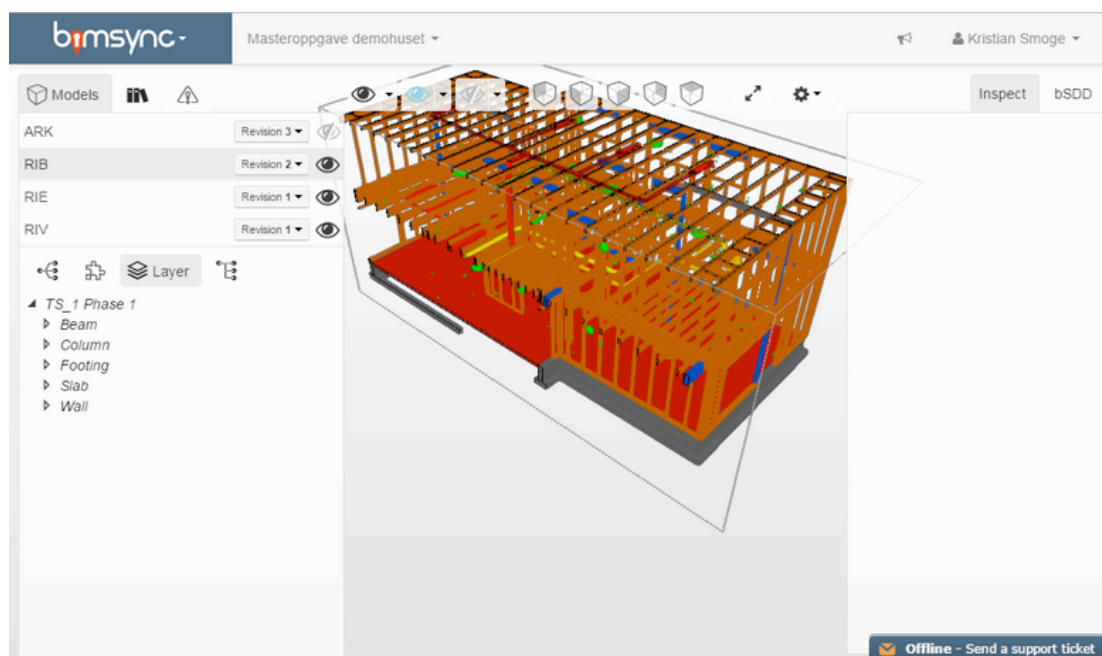 bimsync
Masteroppgave demohuset
Kristian Smoge
Models
Inspect
bSDD
ARK
Revision 3
RIB
Revision 2
RIE
Revision 1
RIV
Revision 1
Layer
TS_1 Phase 1
Beam
Column
Footing
Slab
Wall
Offline - Send a support ticket